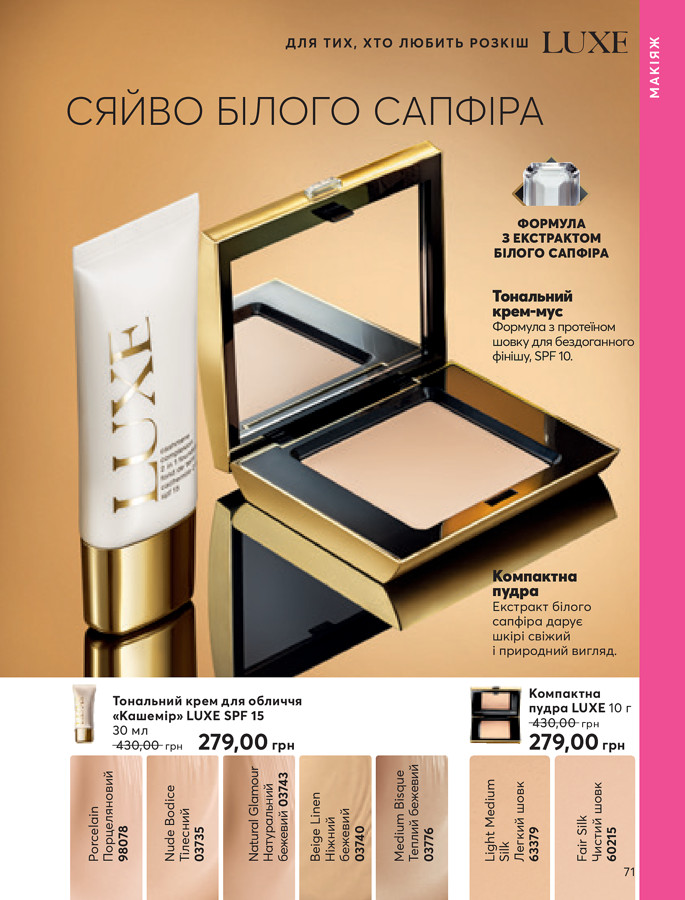 ДЛЯ ТИХ, ХТО ЛЮБИТЬ РОЗКІШ LUXE
МАКІЯЖ
СЯЙВО БІЛОГО САПФІРА
ФОРМУЛА
З ЕКСТРАКТОМ
БІЛОГО САПФІРА
Тональний
крем-мус
Формула з протеїном
шовку для бездоганного
фінішу, SPF 10.
LUXE
cashmere
complexion
spf 15
Компактна
пудра
Екстракт білого
сапфіра дарує
шкірі свіжий
і природний вигляд.
Тональний крем для обличчя
«Кашемір» LUXE SPF 15
30 мл
430,00 грн 279,00 грн
Компактна
пудра LUXE 10 г
430,00 грн
279,00 грн
Porcelain
Порцеляновий
98078
Nude Bodice
Тілесний
03735
Natural Glamour
Натуральний
бежевий 03743
Beige Linen
Ніжний
бежевий
03740
Medium Bisque
Теплий бежевий
03776
Light Medium
Silk
Легкий шовк
63379
Fair Silk
Чистий шовк
60215
71